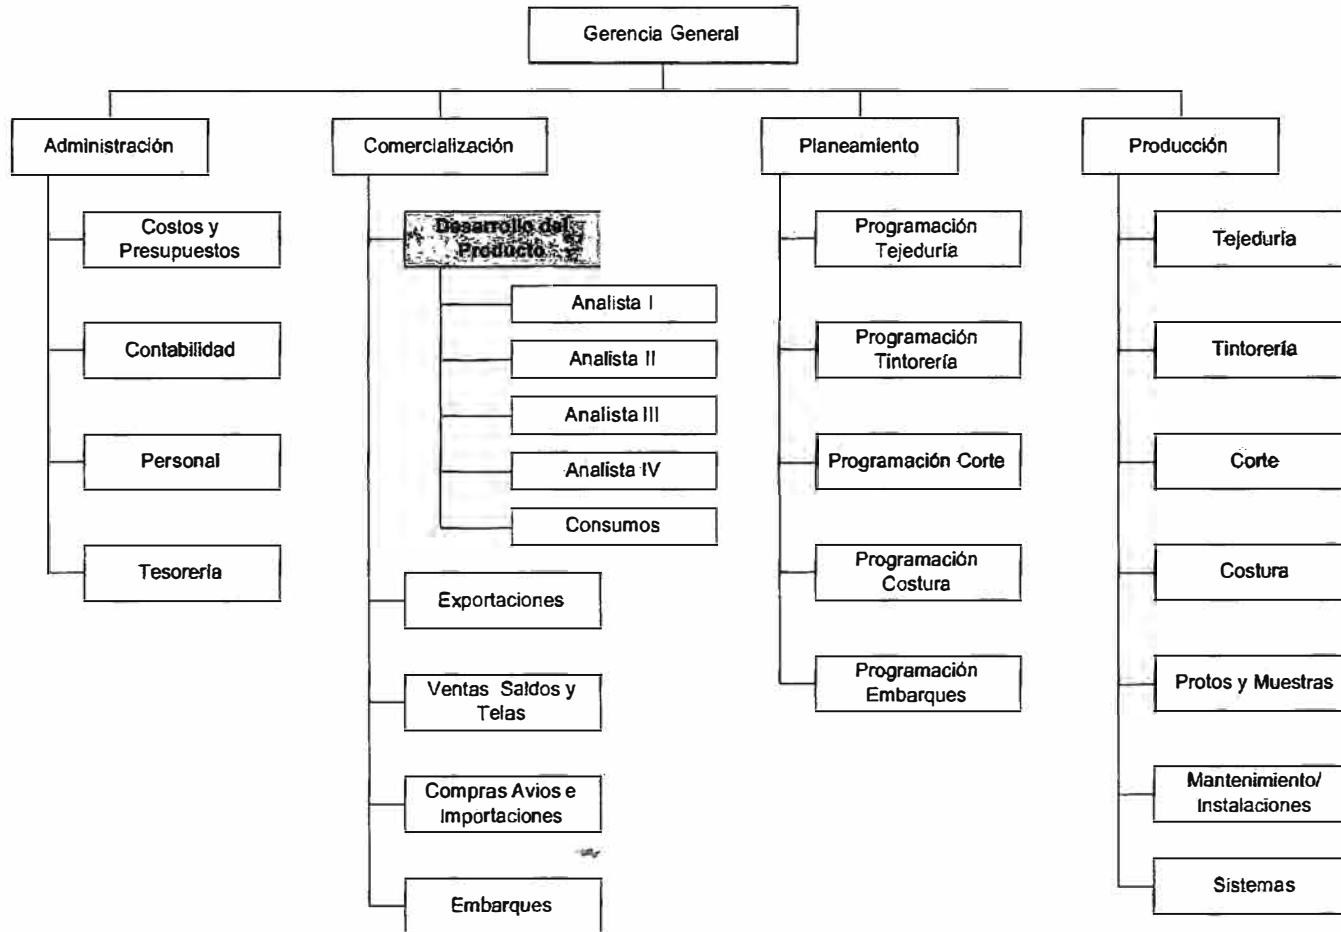 Gerencia General
Administración
Comercialización
Planeamiento
Producción
Costos y
Presupuestos
Contabilidad
Personal
Tesorería
Desarrollo del
Producto
Analista I
Analista II
Analista III
Analista IV
Consumos
Exportaciones
Ventas Saldos y
Telas
Compras Avios e
Importaciones
Embarques
Programación
Tejeduría
Programación
Tintorería
Programación Corte
Programación
Costura
Programación
Embarques
Tejeduría
Tintorería
Corte
Costura
Protos y Muestras
Mantenimiento/
Instalaciones
Sistemas